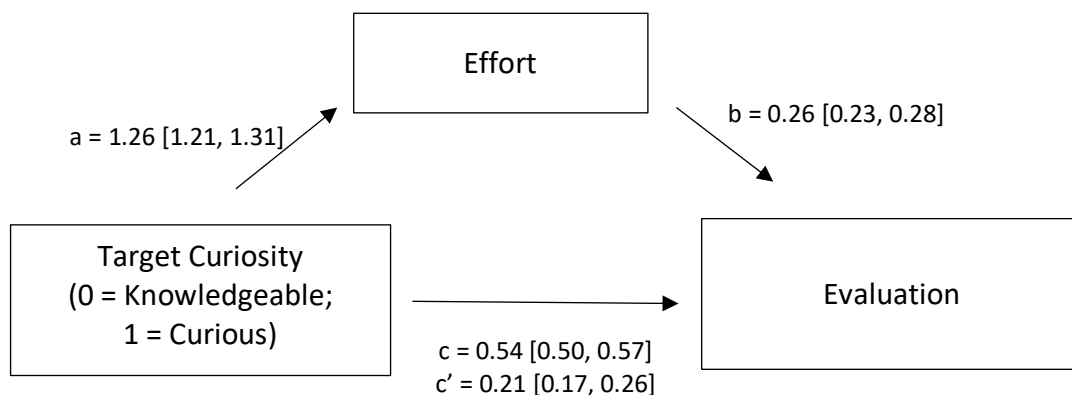 Effort
a = 1.26 [1.21, 1.31]
b = 0.26 [0.23, 0.28]
Target Curiosity
(0 = Knowledgeable;
1 = Curious)
Evaluation
c = 0.54 [0.50, 0.57]
c’ = 0.21 [0.17, 0.26]